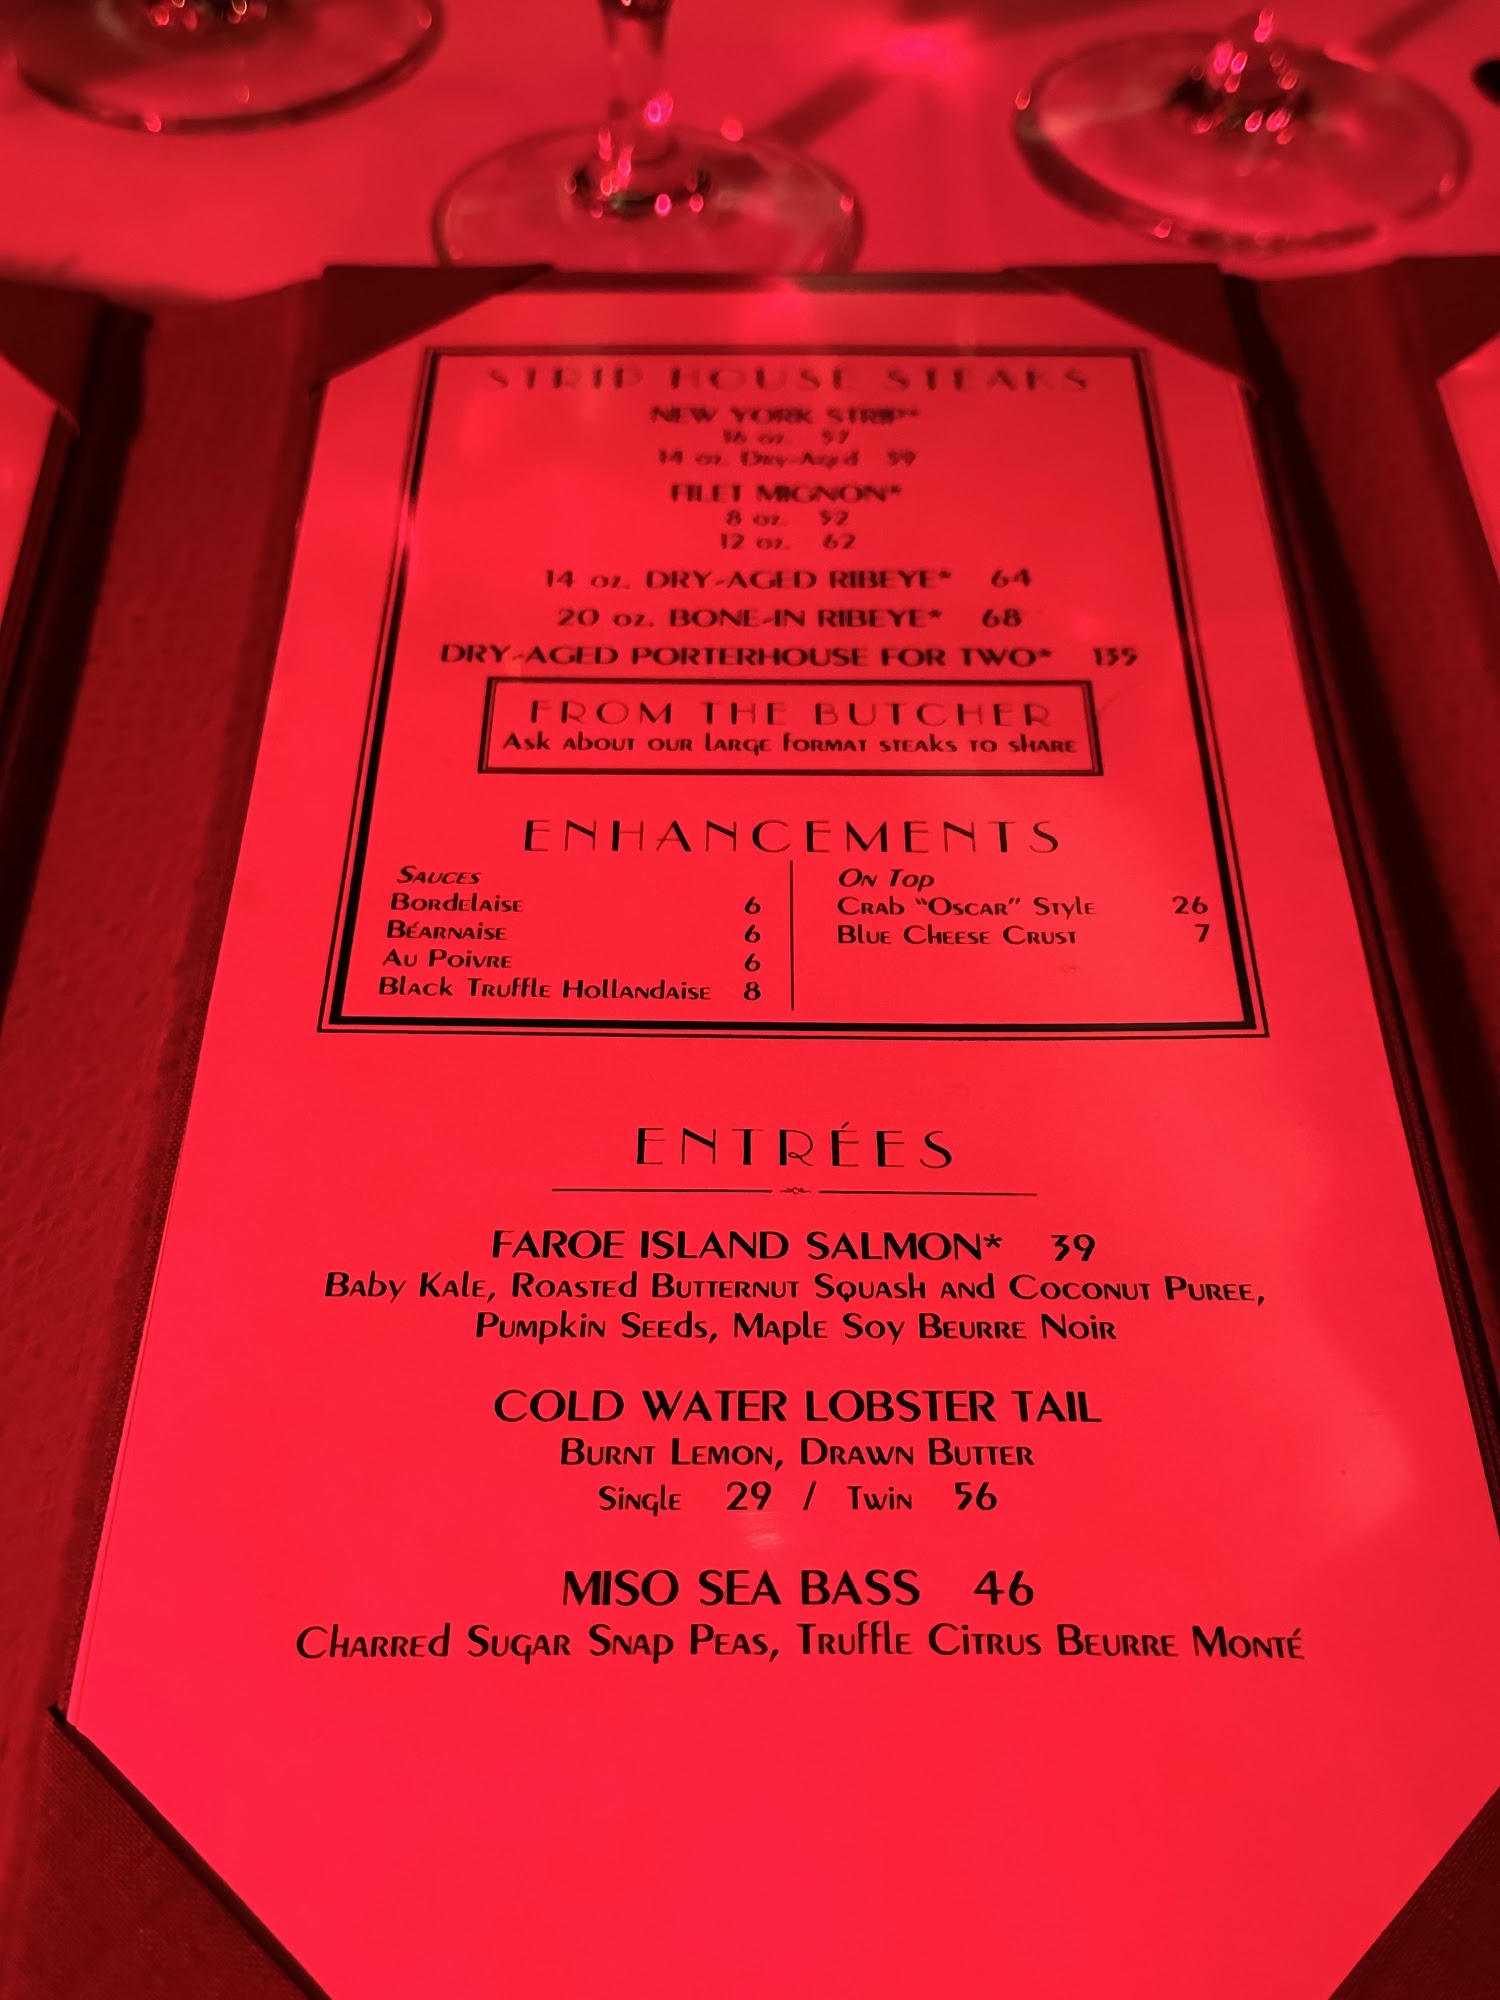 STRIP HOUSE STEAKS
NEW YORK STRIP*
16 oz. 57
14 oz. Dry-Aged 59
FILET MIGNON*
8 oz. 52
12 oz. 62
14 oz. DRY-AGED RIBEYE* 64
20 oz. BONE-IN RIBEYE* 68
DRY-AGED PORTERHOUSE FOR TWO* 135
FROM THE BUTCHER
Ask about our large format steaks to share
ENHANCEMENTS
Sauces
Bordelaise 6
Béarnaise 6
Au Poivre 6
Black Truffle Hollandaise 8
On Top
Crab “Oscar” Style 26
Blue Cheese Crust 7
ENTRÉES
FAROE ISLAND SALMON* 39
Baby Kale, Roasted Butternut Squash and Coconut Puree,
Pumpkin Seeds, Maple Soy Beurre Noir
COLD WATER LOBSTER TAIL
Burnt Lemon, Drawn Butter
Single 29 / Twin 56
MISO SEA BASS 46
Charred Sugar Snap Peas, Truffle Citrus Beurre Monté